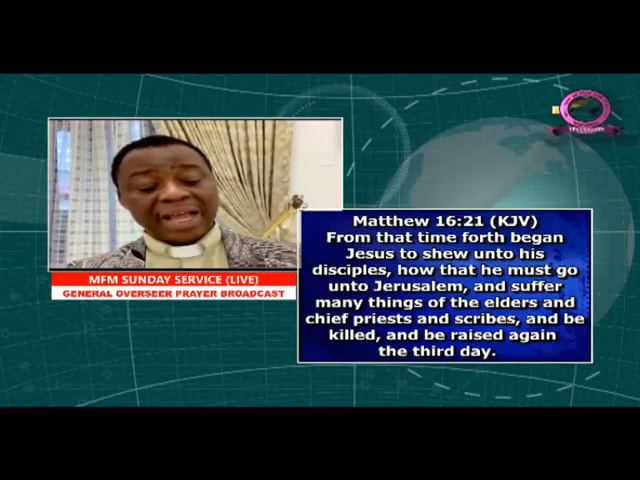 MFM SUNDAY SERVICE (LIVE)
GENERAL OVERSEER PRAYER BROADCAST
Matthew 16:21 (KJV)
From that time forth began
Jesus to shew unto his
disciples, how that he must go
unto Jerusalem, and suffer
many things of the elders and
chief priests and scribes, and be
killed, and be raised again
the third day.